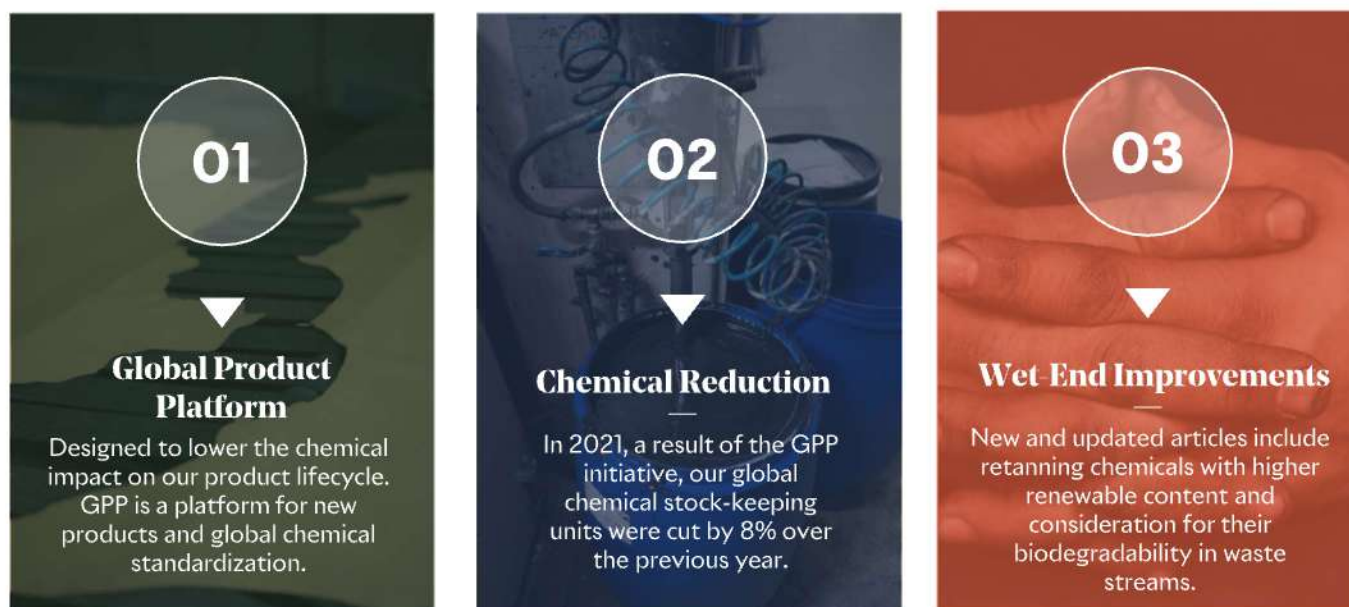 01
Global Product
Platform
Designed to lower the chemical
impact on our product lifecycle.
GPP is a platform for new
products and global chemical
standardization.
02
Chemical Reduction
In 2021, a result of the GPP
initiative, our global
chemical stock-keeping
units were cut by 8% over
the previous year.
03
Wet-End Improvements
New and updated articles include
retanning chemicals with higher
renewable content and
consideration for their
biodegradability in waste
streams.